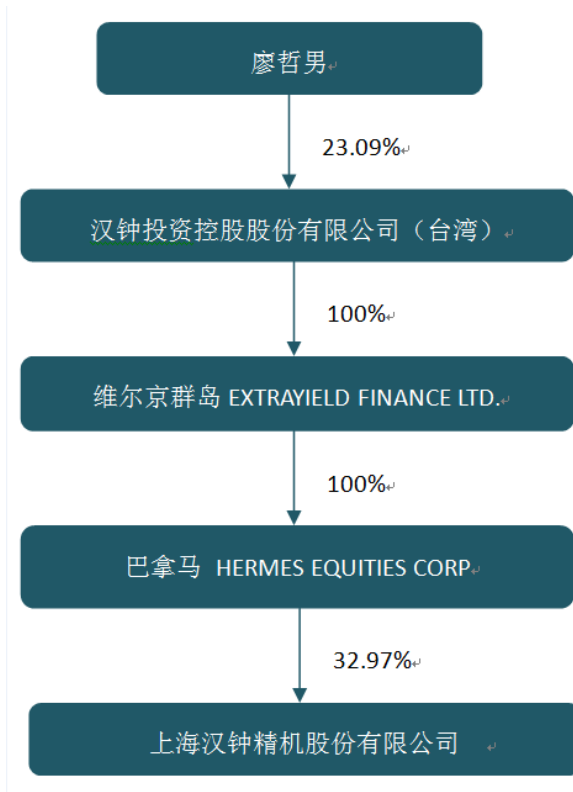 廖哲男
23.09%
汉钟投资控股股份有限公司（台湾）
100%
维尔京群岛 EXTRAYIELD FINANCE LTD.
100%
巴拿马 HERMES EQUITIES CORP
32.97%
上海汉钟精机股份有限公司